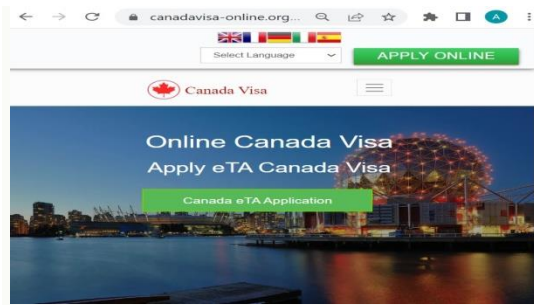 canadavisa-online.org...
A
Select Language
APPLY ONLINE
Canada Visa
Online Canada Visa
Apply eTA Canada Visa
Canada eTA Application